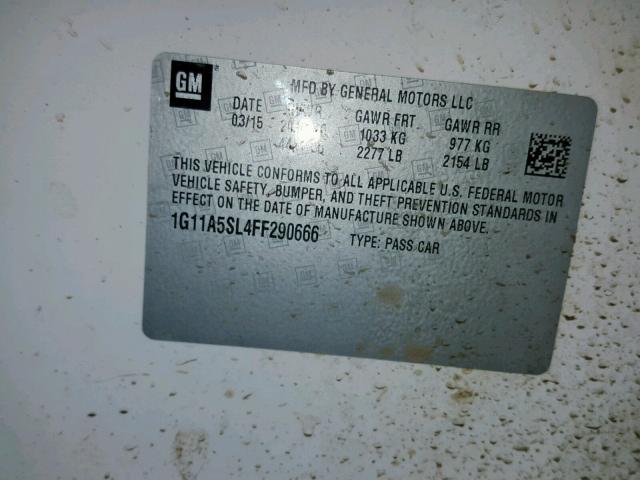 GM
MFD BY GENERAL MOTORS LLC
DATE GAWR FRT GAWR RR
03/15 1033 KG 977 KG
2277 LB 2154 LB
THIS VEHICLE CONFORMS TO ALL APPLICABLE U.S. FEDERAL MOTOR
VEHICLE SAFETY, BUMPER, AND THEFT PREVENTION STANDARDS IN
EFFECT ON THE DATE OF MANUFACTURE SHOWN ABOVE.
1G11A5SL4FF290666 TYPE: PASS CAR